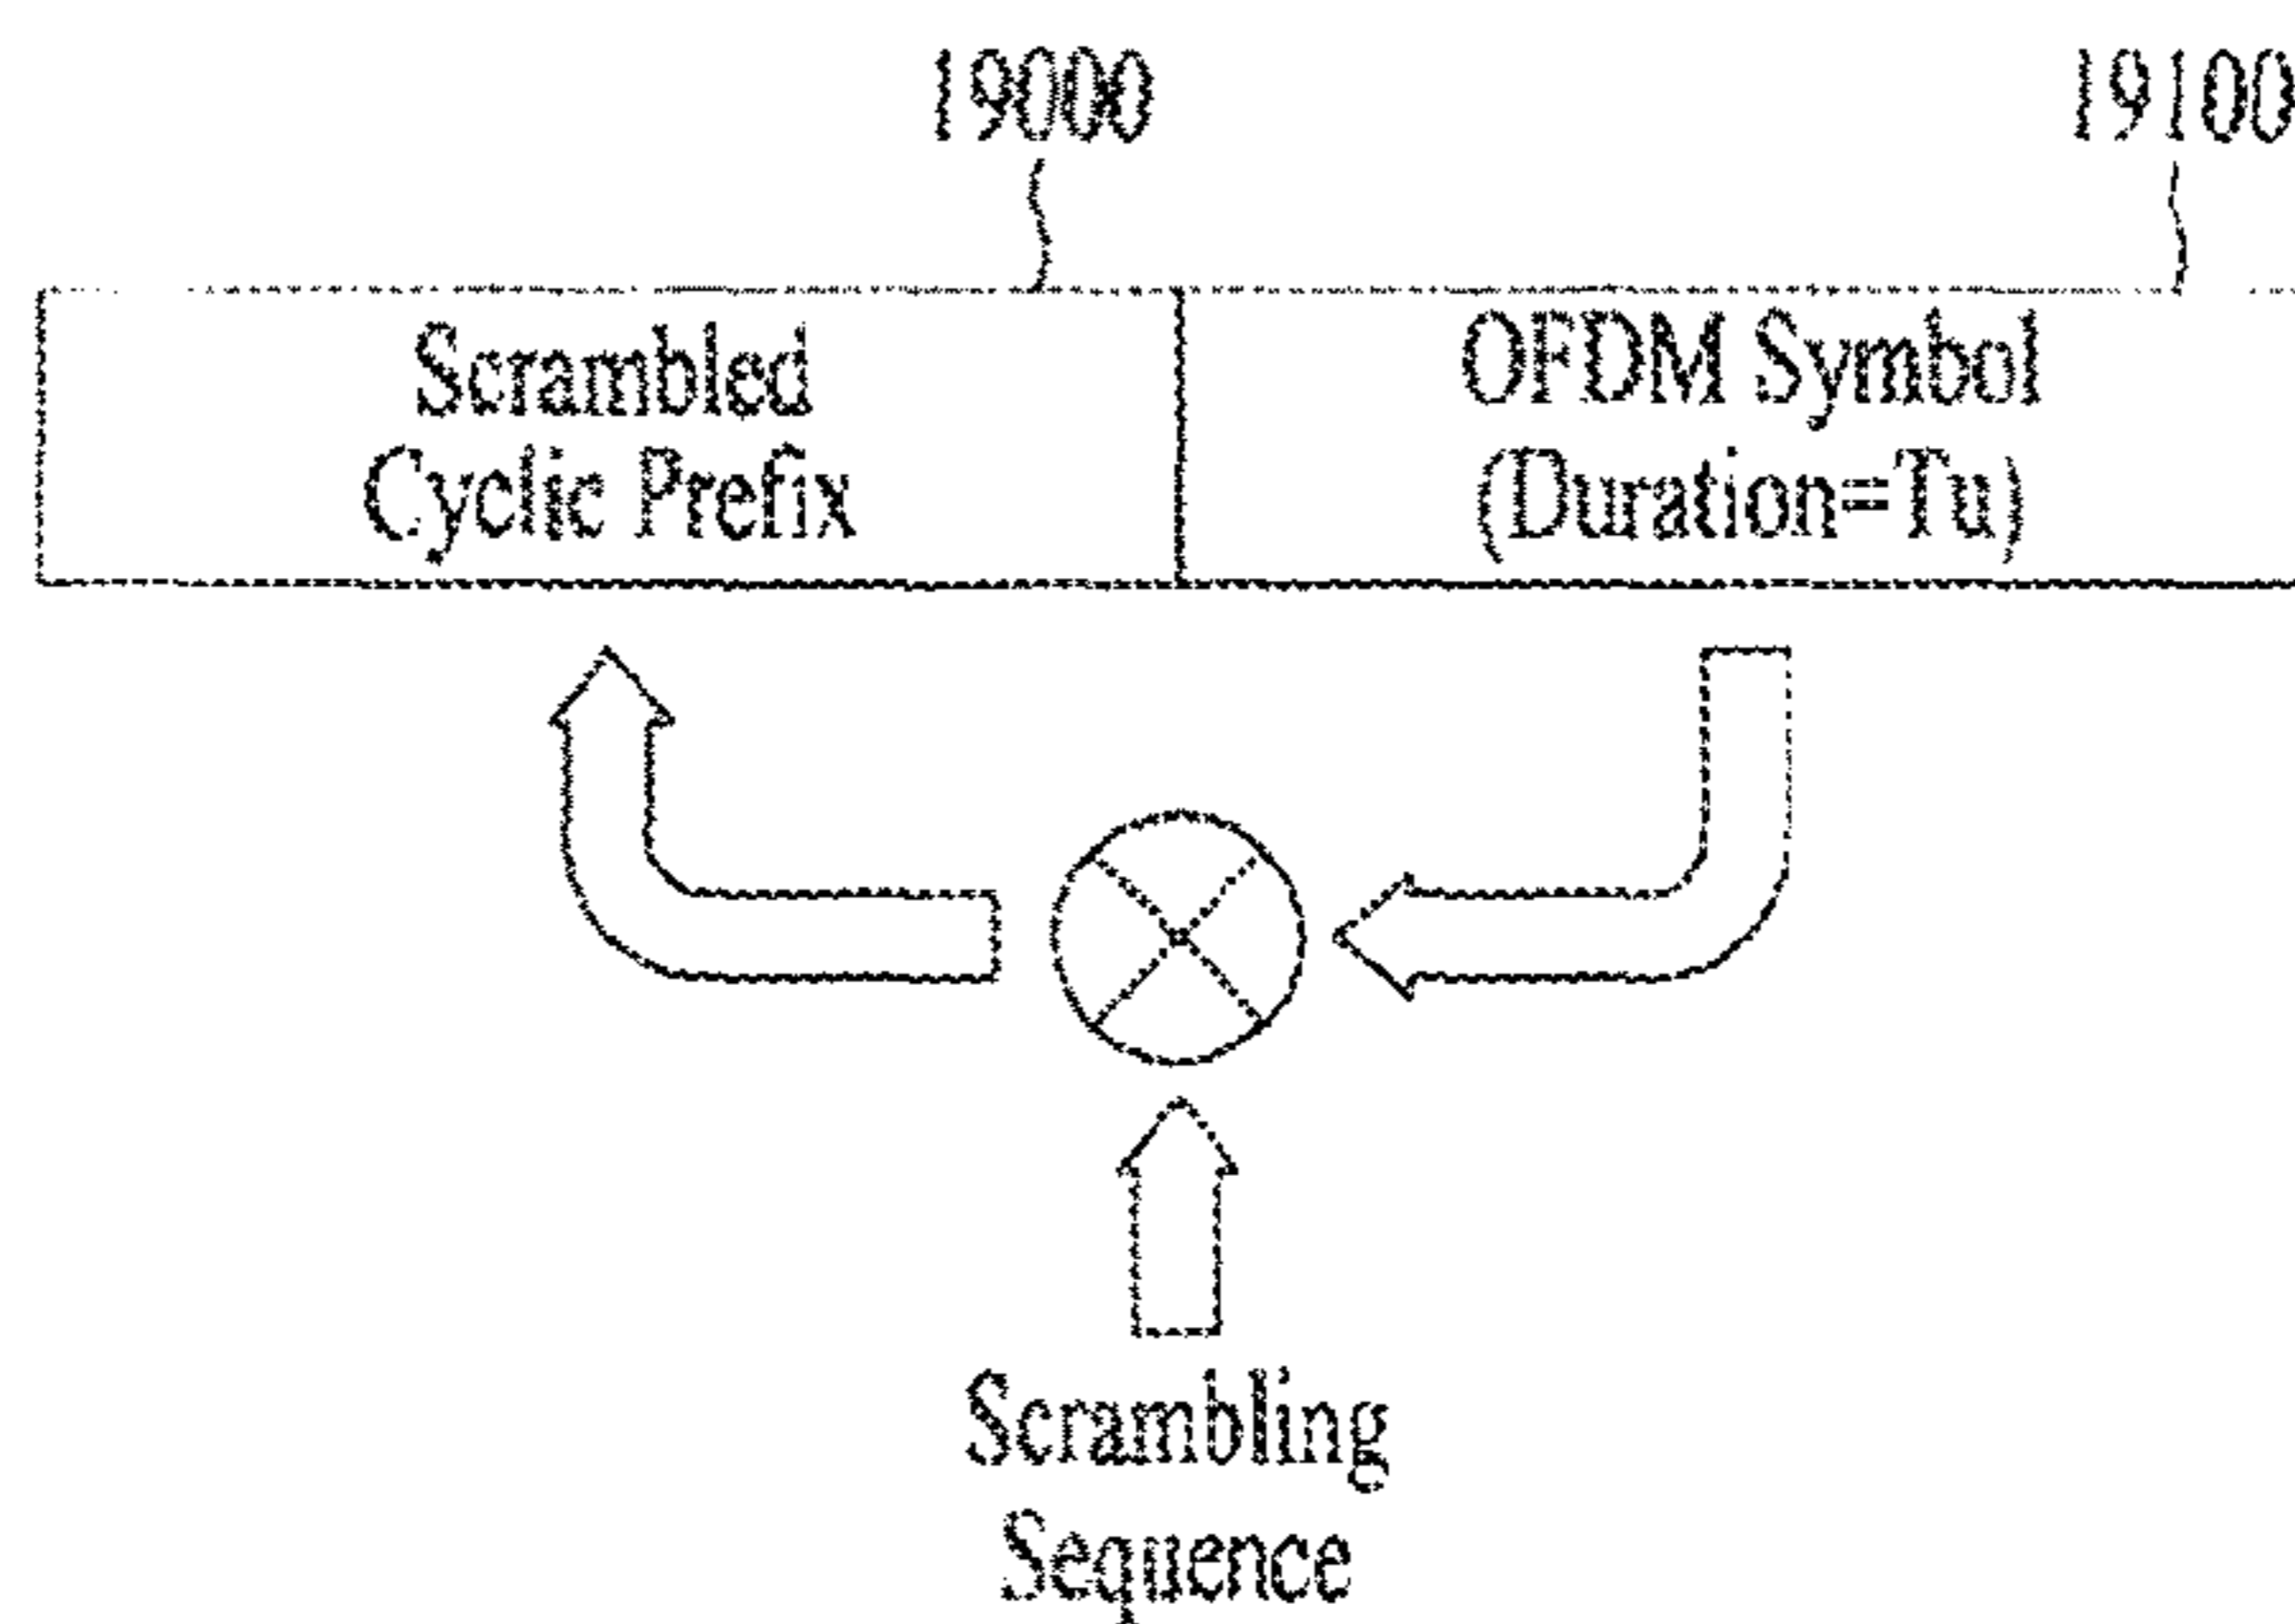 19000
19100
Scrambled
Cyclic Prefix
OFDM Symbol
(Duration=Tu)
Scrambling
Sequence